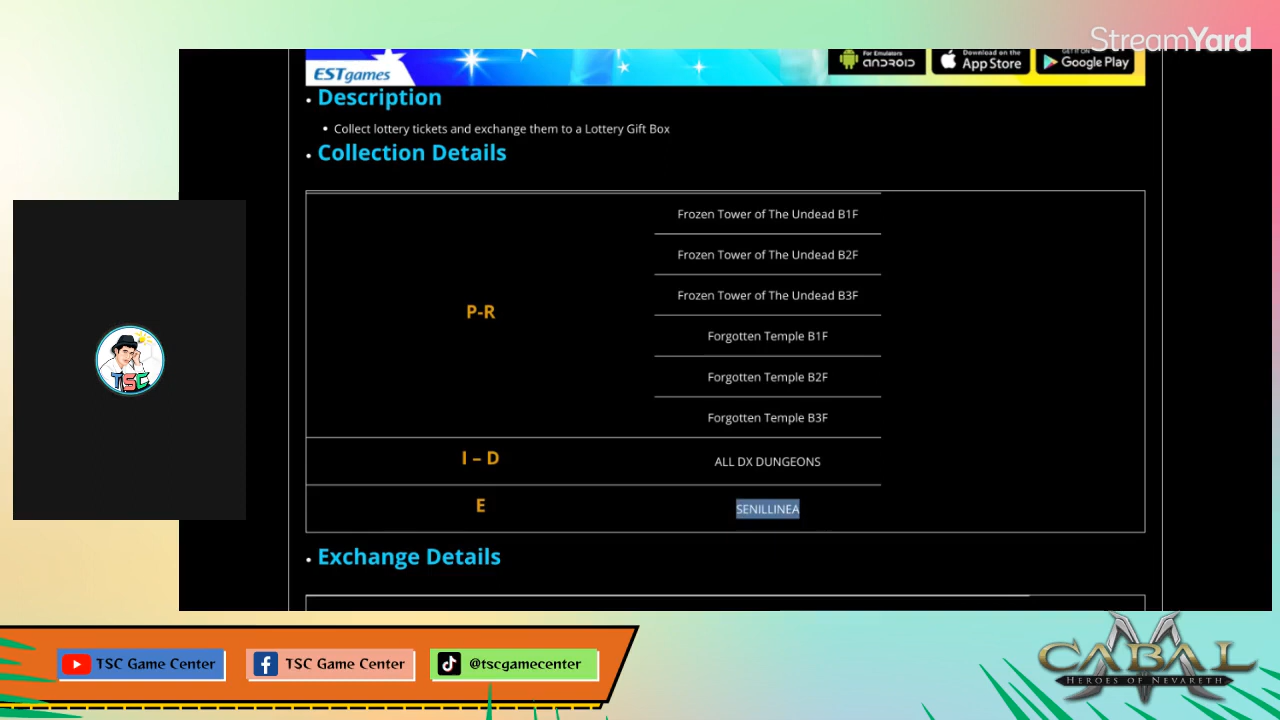 StreamYard
ESTgames
For Emulators
ANDROID
Download on the
App Store
GET IT ON
Google Play
• Description
• Collect lottery tickets and exchange them to a Lottery Gift Box
• Collection Details
Frozen Tower of The Undead B1F
Frozen Tower of The Undead B2F
Frozen Tower of The Undead B3F
P-R
Forgotten Temple B1F
Forgotten Temple B2F
Forgotten Temple B3F
I – D
ALL DX DUNGEONS
E
SENILLINEA
• Exchange Details
TSC
TSC Game Center
TSC Game Center
@tscgamecenter
CABAL M
HEROES OF NEVARETH